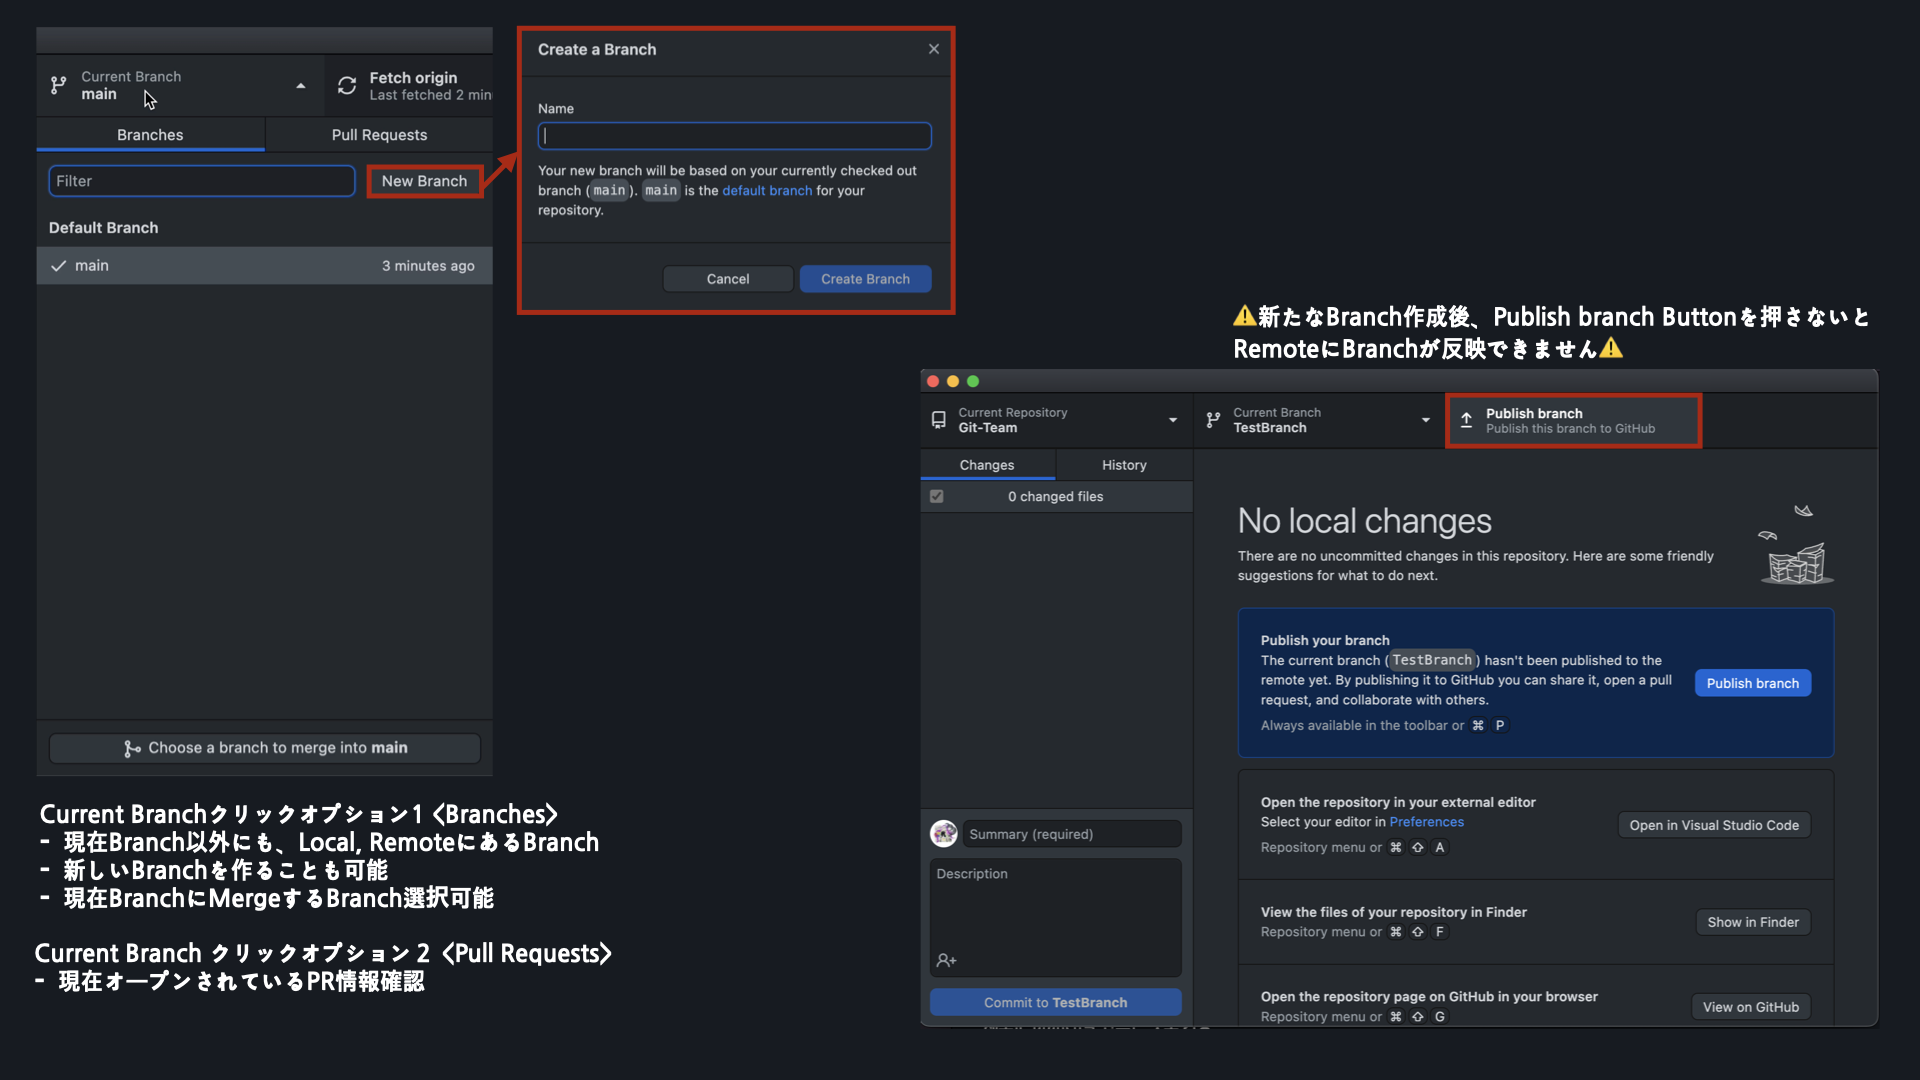 Current Branch
main
Fetch origin
Last fetched 2 min
Branches
Pull Requests
Filter
New Branch
Default Branch
main
3 minutes ago
Choose a branch to merge into main
Create a Branch
Name
Your new branch will be based on your currently checked out
branch (main). main is the default branch for your
repository.
Cancel
Create Branch
Current Branchクリックオプション1〈Branches〉
- 現在Branch以外にも、Local, RemoteにあるBranch
- 新しいBranchを作ることも可能
- 現在BranchにMergeするBranch選択可能
Current Branch クリックオプション 2〈Pull Requests〉
- 現在オープンされているPR情報確認
⚠️新たなBranch作成後、Publish branch Buttonを押さないと
RemoteにBranchが反映できません⚠️
Current Repository
Git-Team
Current Branch
TestBranch
Publish branch
Publish this branch to GitHub
Changes
History
0 changed files
No local changes
There are no uncommitted changes in this repository. Here are some friendly
suggestions for what to do next.
Publish your branch
The current branch (TestBranch) hasn't been published to the
remote yet. By publishing it to GitHub you can share it, open a pull
request, and collaborate with others.
Always available in the toolbar or ⌘ P
Publish branch
Open the repository in your external editor
Select your editor in Preferences
Repository menu or ⌘ ⇧ A
Open in Visual Studio Code
View the files of your repository in Finder
Repository menu or ⌘ ⇧ F
Show in Finder
Open the repository page on GitHub in your browser
Repository menu or ⌘ ⇧ G
View on GitHub
Summary (required)
Description
Commit to TestBranch